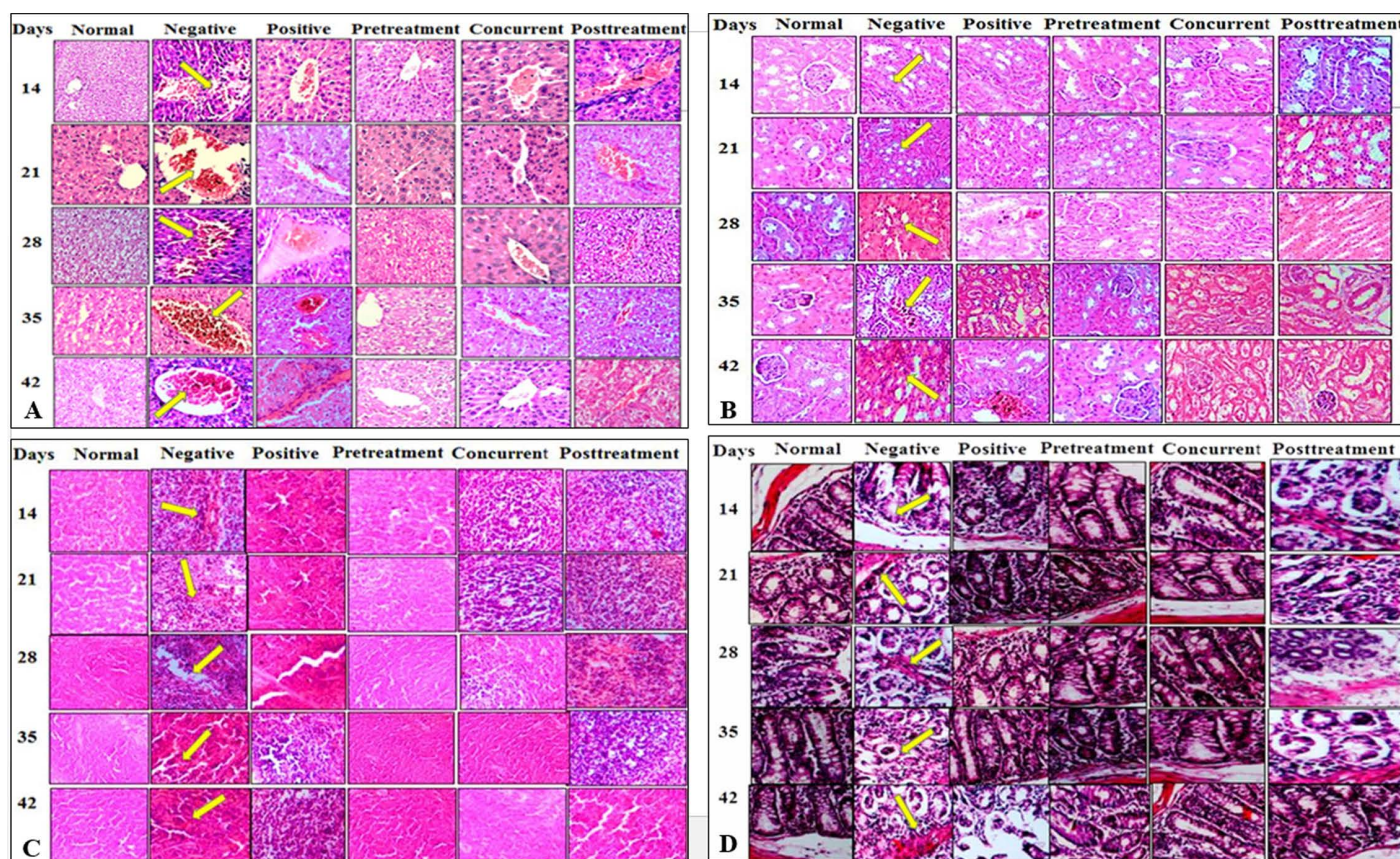 Days Normal Negative Positive Pretreatment Concurrent Posttreatment
14
21
28
35
42
A
Days Normal Negative Positive Pretreatment Concurrent Posttreatment
14
21
28
35
42
B
Days Normal Negative Positive Pretreatment Concurrent Posttreatment
14
21
28
35
42
C
Days Normal Negative Positive Pretreatment Concurrent Posttreatment
14
21
28
35
42
D